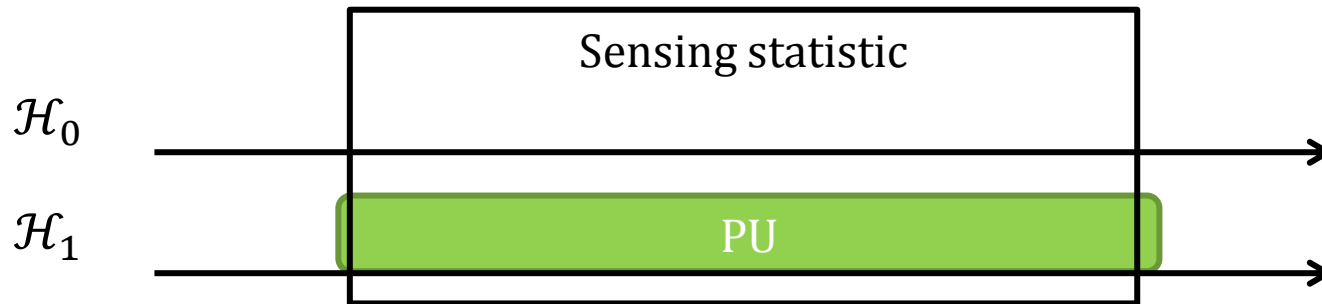 Sensing statistic
ℋ₀
ℋ₁
PU